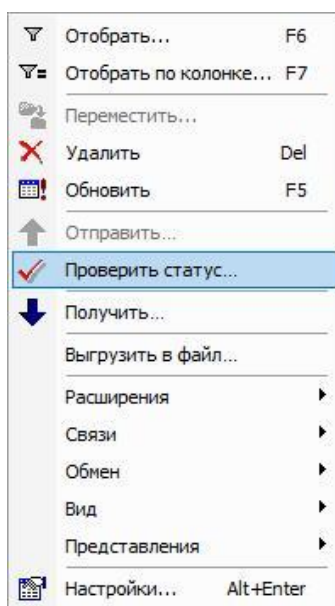 Отобрать... F6
Отобрать по колонке... F7
Переместить...
Удалить Del
Обновить F5
Отправить...
Проверить статус...
Получить...
Выгрузить в файл...
Расширения
Связи
Обмен
Вид
Представления
Настройки... Alt+Enter